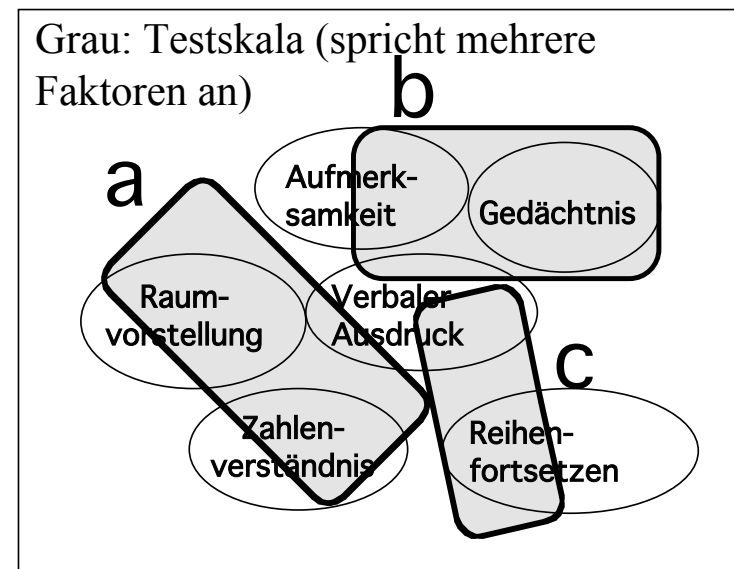 Grau: Testskala (spricht mehrere
Faktoren an)
b
a
Aufmerk-
samkeit
Gedächtnis
Raum-
vorstellung
Verbaler
Ausdruck
c
Zahlen-
verständnis
Reihen-
fortsetzen